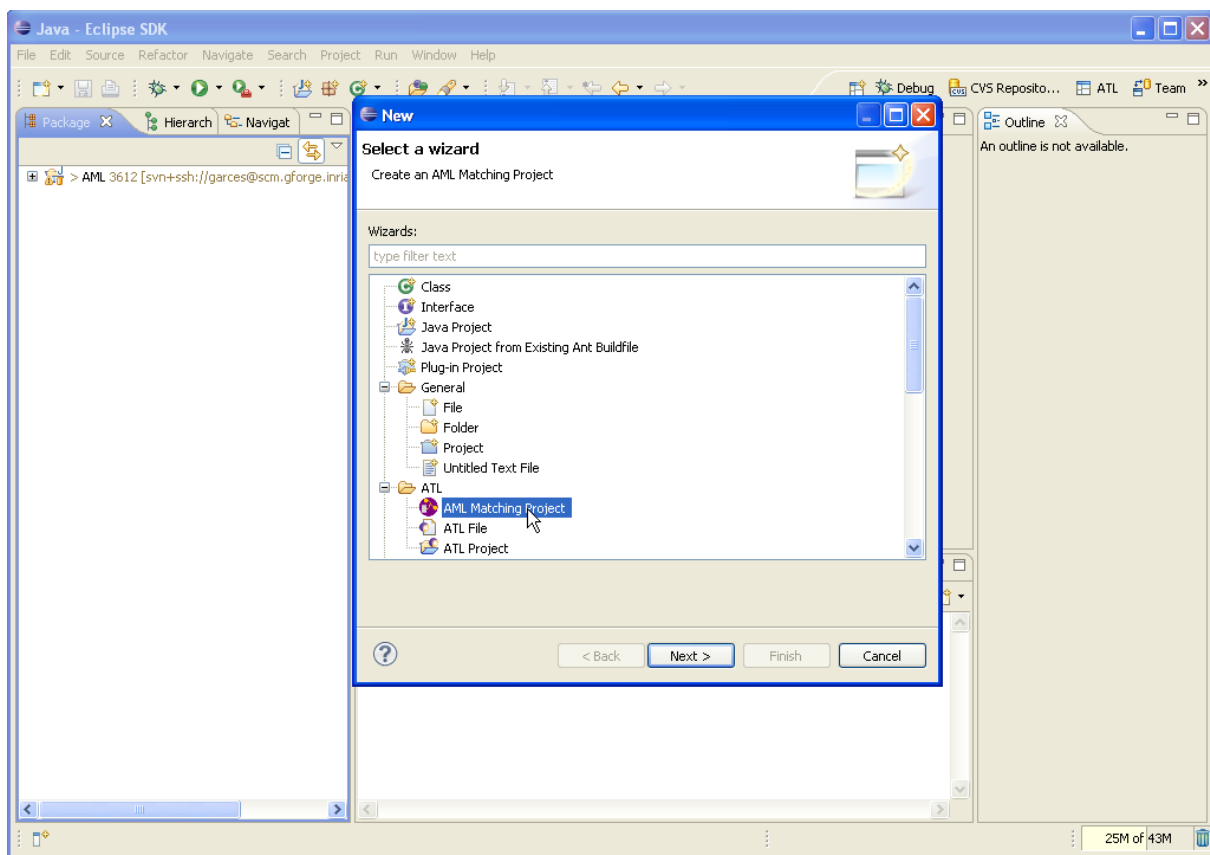 Java - Eclipse SDK
File Edit Source Refactor Navigate Search Project Run Window Help
Debug CVS Reposito... ATL Team »
Package Hierarch Navigat
New
Outline
Select a wizard
An outline is not available.
Create an AML Matching Project
> AML 3612 [svn+ssh://garces@scm.gforge.inria
Wizards:
type filter text
Class
Interface
Java Project
Java Project from Existing Ant Buildfile
Plug-in Project
General
File
Folder
Project
Untitled Text File
ATL
AML Matching Project
ATL File
ATL Project
? < Back Next > Finish Cancel
25M of 43M